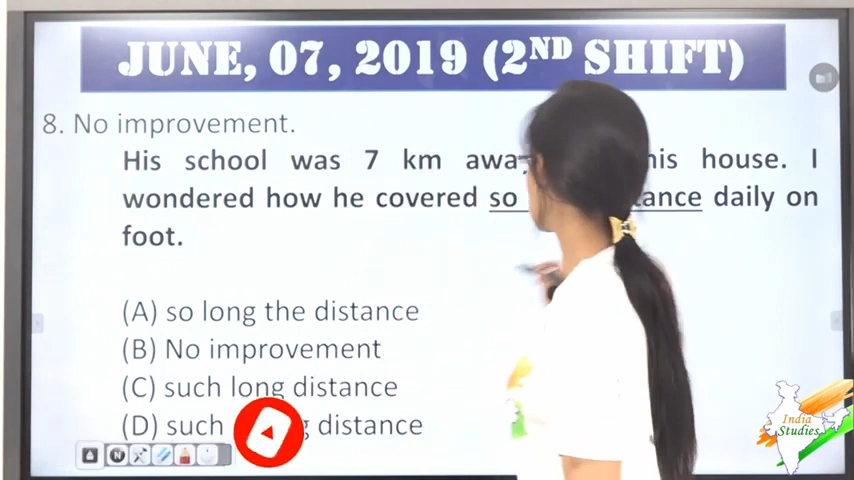 JUNE, 07, 2019 (2ND SHIFT)
8. No improvement.
His school was 7 km his house. I
wondered how he covered so daily on
foot.
(A) so long the distance
(B) No improvement
(C) such long distance
(D) such distance
India
Studies